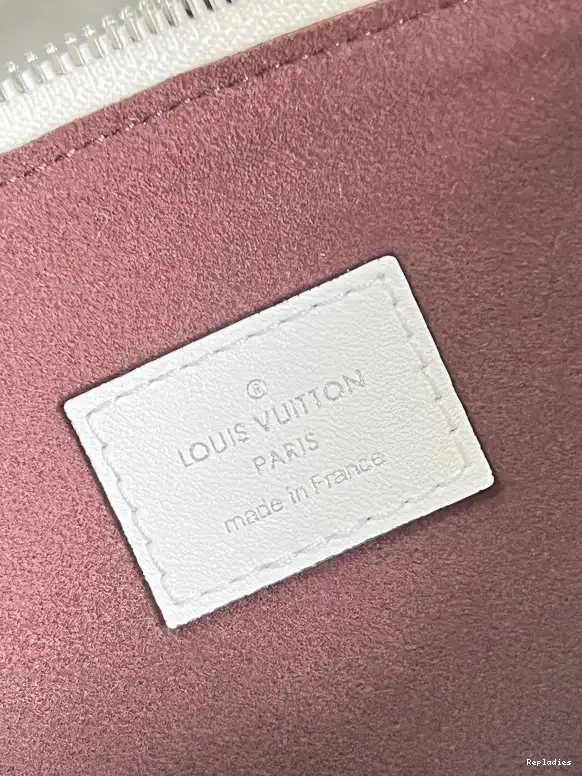 ®
LOUIS VUITTON
PARIS
made in France
Repladies